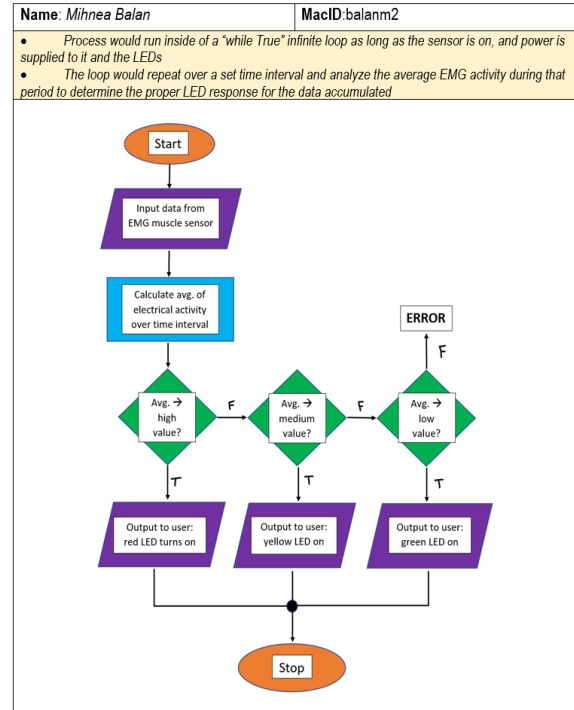 Name: Mihnea Balan
MacID:balanm2
• Process would run inside of a "while True" infinite loop as long as the sensor is on, and power is
supplied to it and the LEDs
• The loop would repeat over a set time interval and analyze the average EMG activity during that
period to determine the proper LED response for the data accumulated
Start
Input data from
EMG muscle sensor
Calculate avg. of
electrical activity
over time interval
ERROR
F
Avg. →
high
value?
F
Avg. →
medium
value?
F
Avg. →
low
value?
T
T
T
Output to user:
red LED turns on
Output to user:
yellow LED on
Output to user:
green LED on
Stop